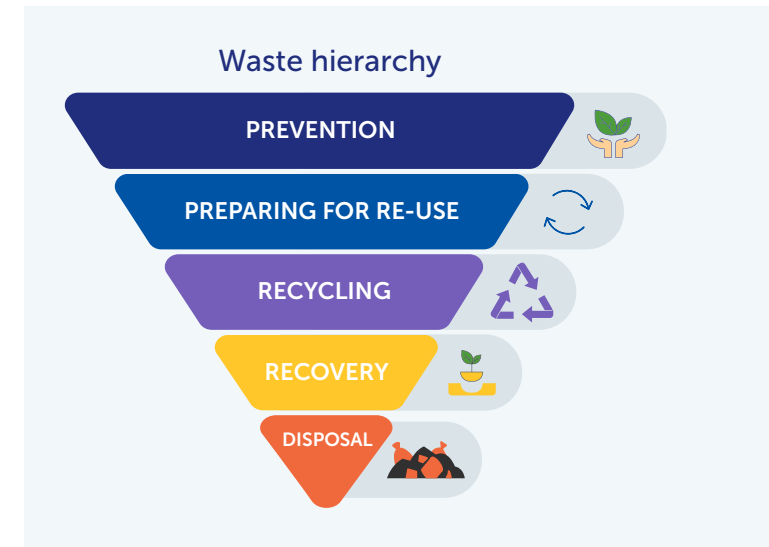 Waste hierarchy
PREVENTION
PREPARING FOR RE-USE
RECYCLING
RECOVERY
DISPOSAL